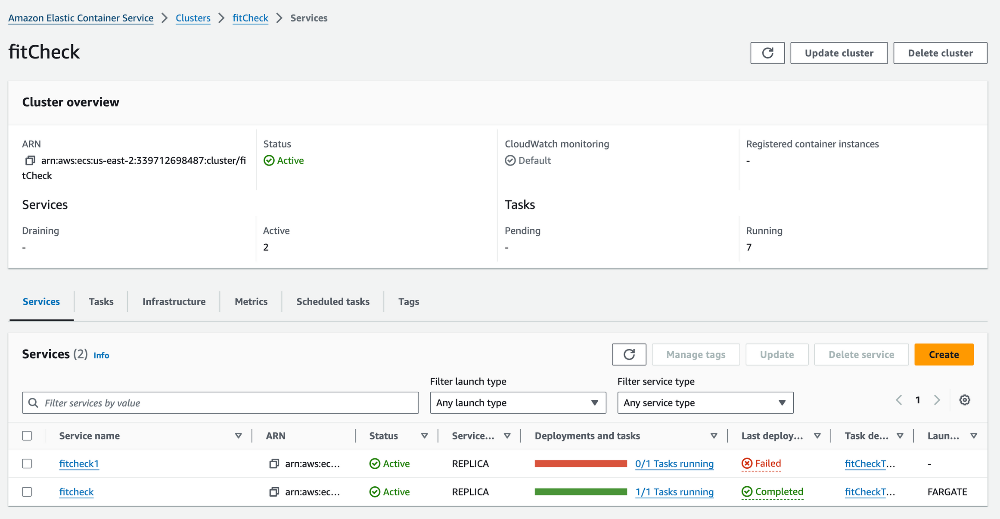 Amazon Elastic Container Service > Clusters > fitCheck > Services
fitCheck
Update cluster
Delete cluster
Cluster overview
ARN
arn:aws:ecs:us-east-2:339712698487:cluster/fi
tCheck
Status
Active
CloudWatch monitoring
Default
Registered container instances
-
Services
Tasks
Draining
-
Active
2
Pending
-
Running
7
Services
Tasks
Infrastructure
Metrics
Scheduled tasks
Tags
Services (2) Info
Manage tags
Update
Delete service
Create
Filter launch type
Filter service type
Filter services by value
Any launch type
Any service type
1
Service name ARN Status Service... Deployments and tasks Last deploy... Task de... Laun...
fitcheck1 arn:aws:ec... Active REPLICA 0/1 Tasks running Failed fitCheckT... -
fitcheck arn:aws:ec... Active REPLICA 1/1 Tasks running Completed fitCheckT... FARGATE